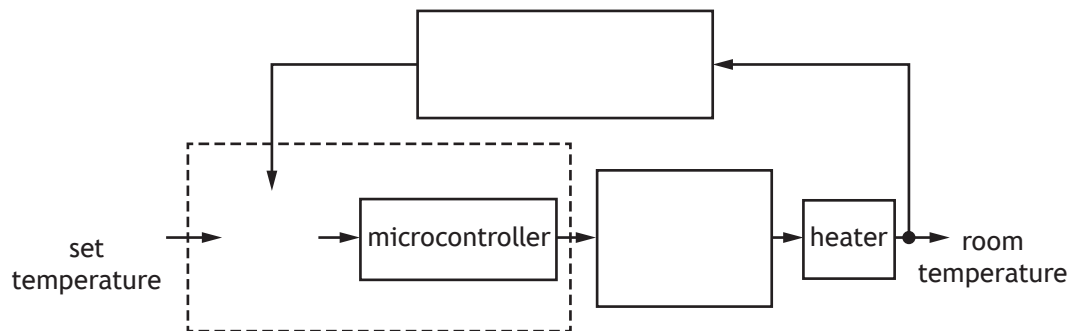 microcontroller
heater
set
temperature
room
temperature